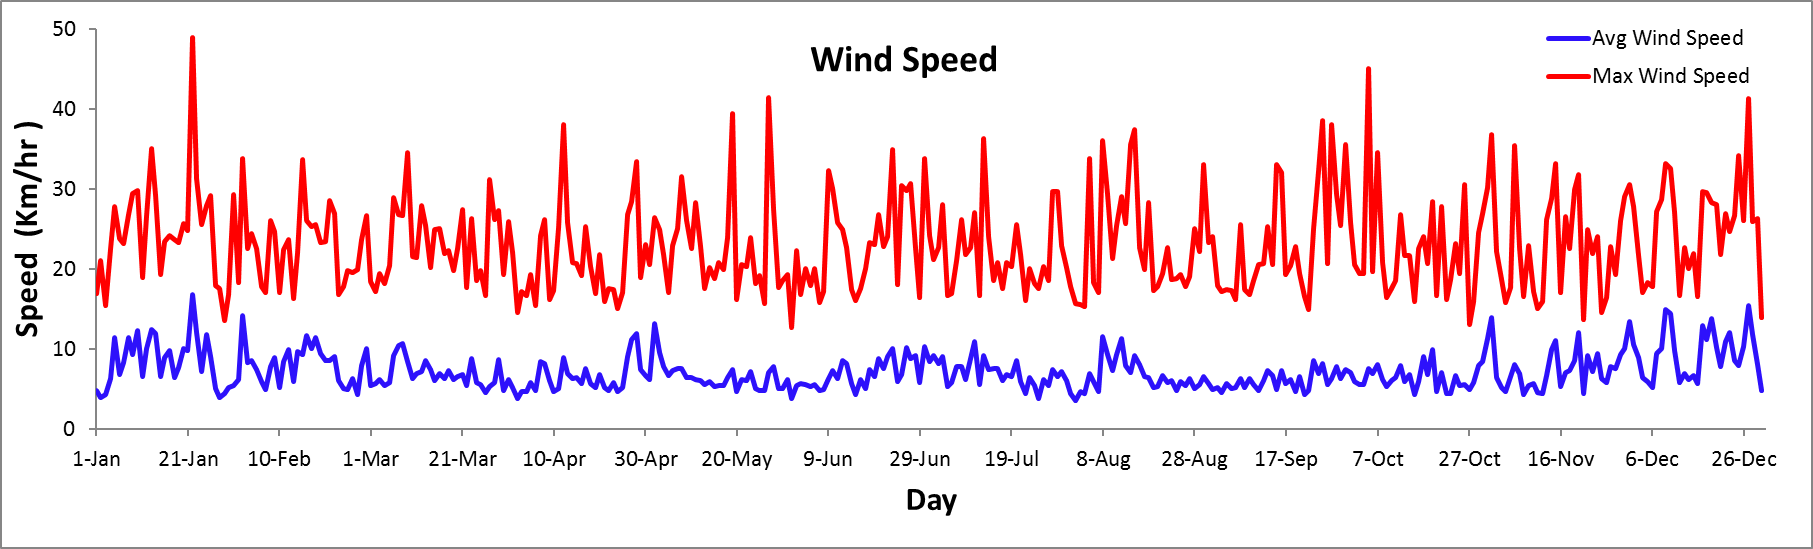 Wind Speed
Avg Wind Speed
Max Wind Speed
Speed (Km/hr )
50
40
30
20
10
0
1-Jan 21-Jan 10-Feb 1-Mar 21-Mar 10-Apr 30-Apr 20-May 9-Jun 29-Jun 19-Jul 8-Aug 28-Aug 17-Sep 7-Oct 27-Oct 16-Nov 6-Dec 26-Dec
Day